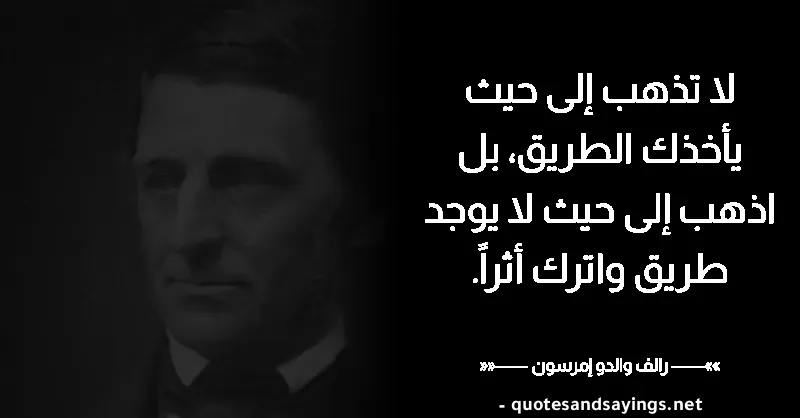 لا تذهب إلى حيث
يأخذك الطريق، بل
اذهب إلى حيث لا يوجد
طريق واترك أثراً.
»»—— رالف والدو إمرسون ——««
- quotesandsayings.net